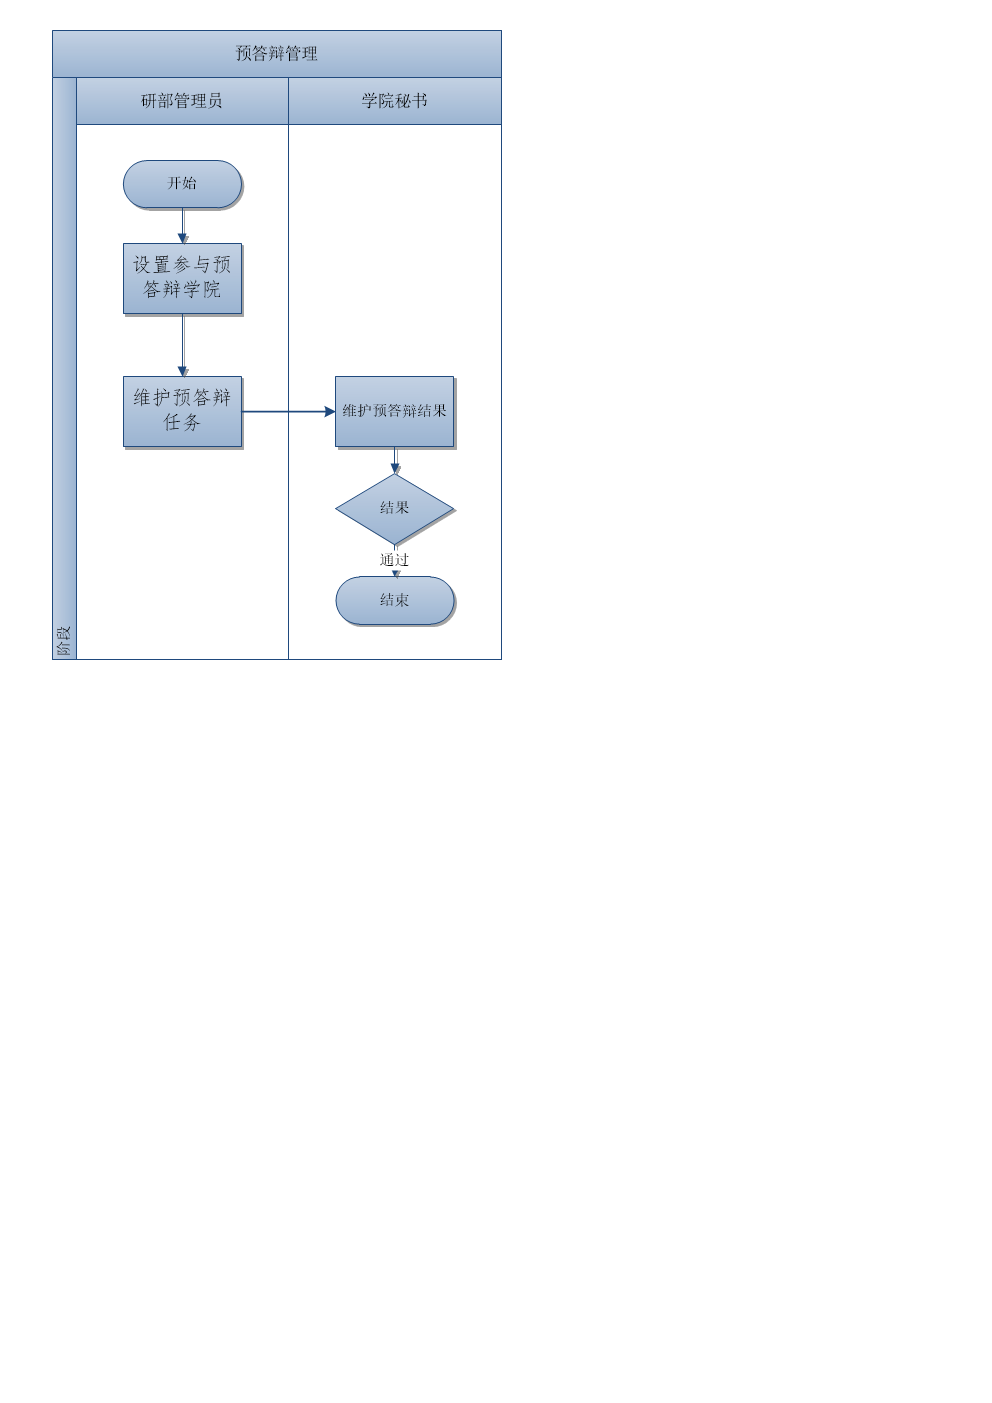 预答辩管理
研部管理员
学院秘书
开始
设置参与预
答辩学院
维护预答辩
任务
维护预答辩结果
结果
通过
结束
阶段